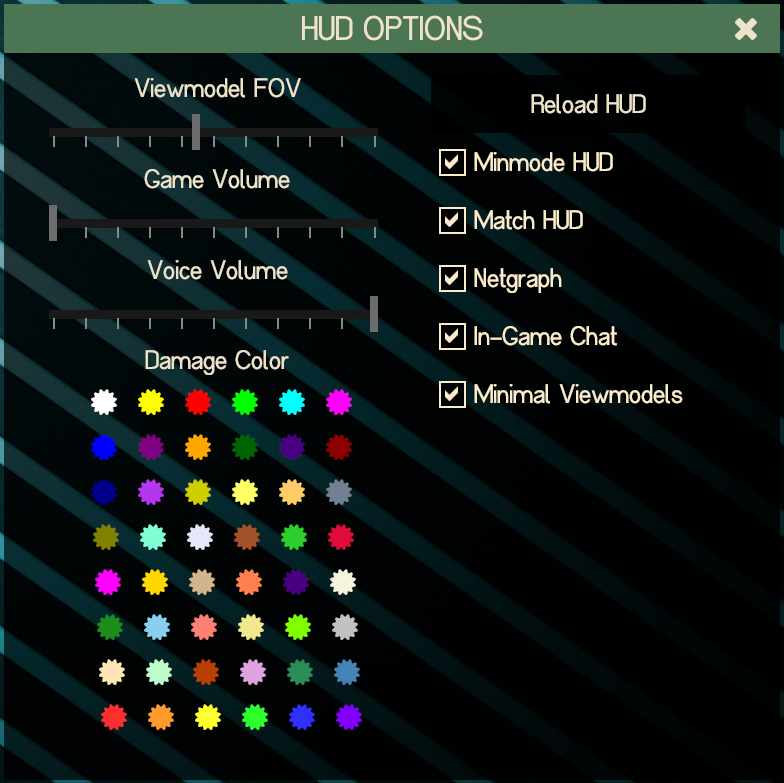 HUD OPTIONS
Viewmodel FOV
Game Volume
Voice Volume
Damage Color
Reload HUD
Minmode HUD
Match HUD
Netgraph
In-Game Chat
Minimal Viewmodels